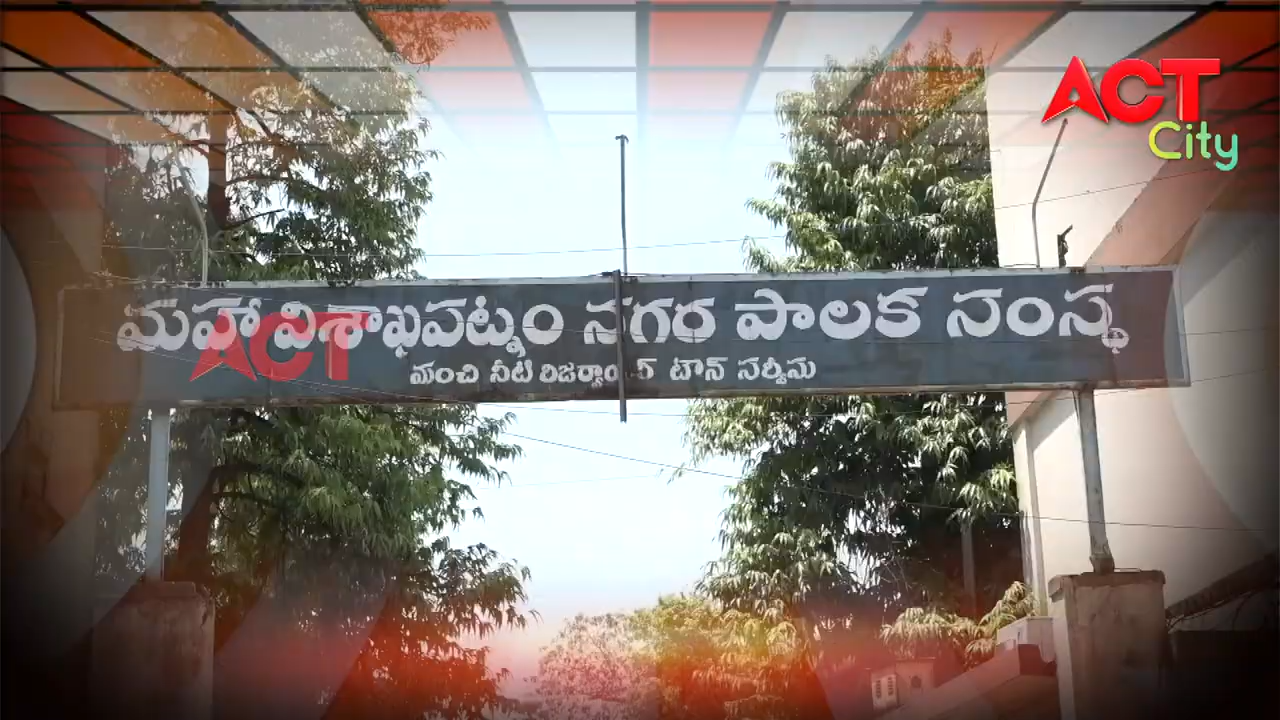 ACT
City
మహా విశాఖపట్నం నగర పాలక సంస్థ
ACT
మంచి నీటి రిజర్వాయర్ టౌన్ సర్వీసు